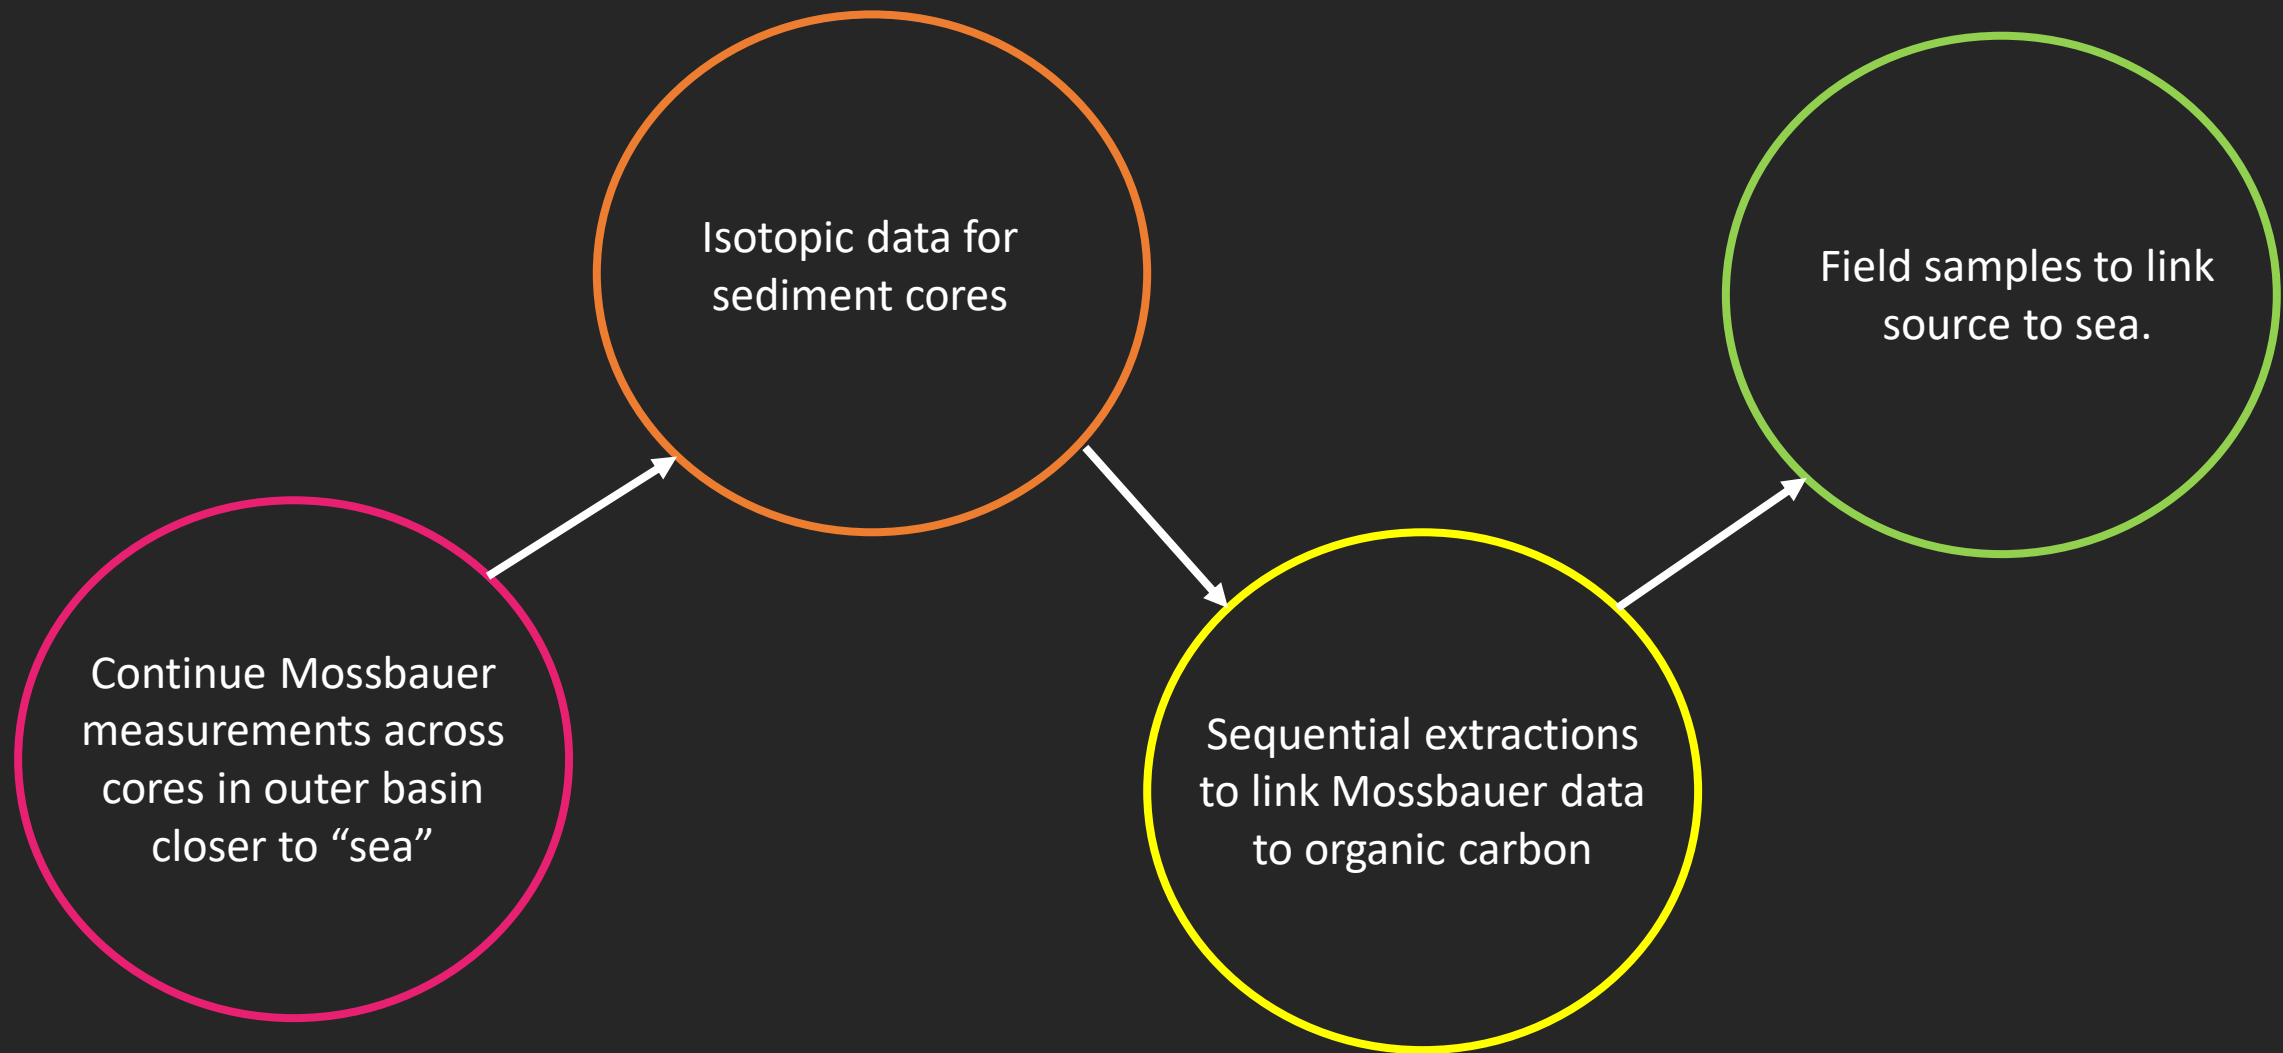 Continue Mossbauer
measurements across
cores in outer basin
closer to “sea”
Isotopic data for
sediment cores
Sequential extractions
to link Mossbauer data
to organic carbon
Field samples to link
source to sea.